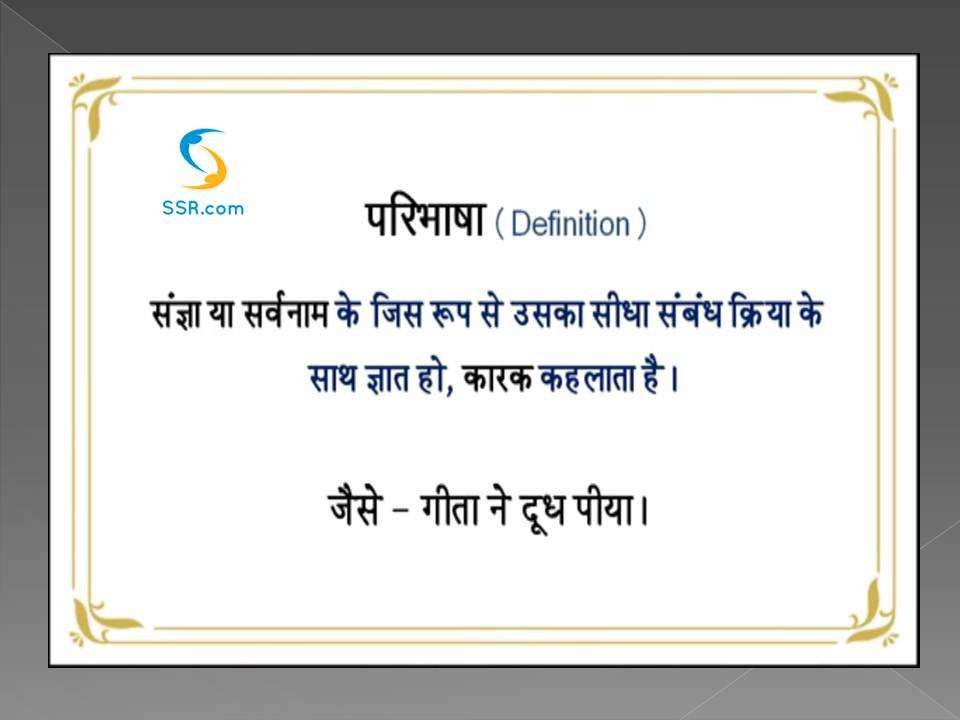 SSR.com
परिभाषा ( Definition )
संज्ञा या सर्वनाम के जिस रूप से उसका सीधा संबंध क्रिया के
साथ ज्ञात हो, कारक कहलाता है।
जैसे – गीता ने दूध पीया।